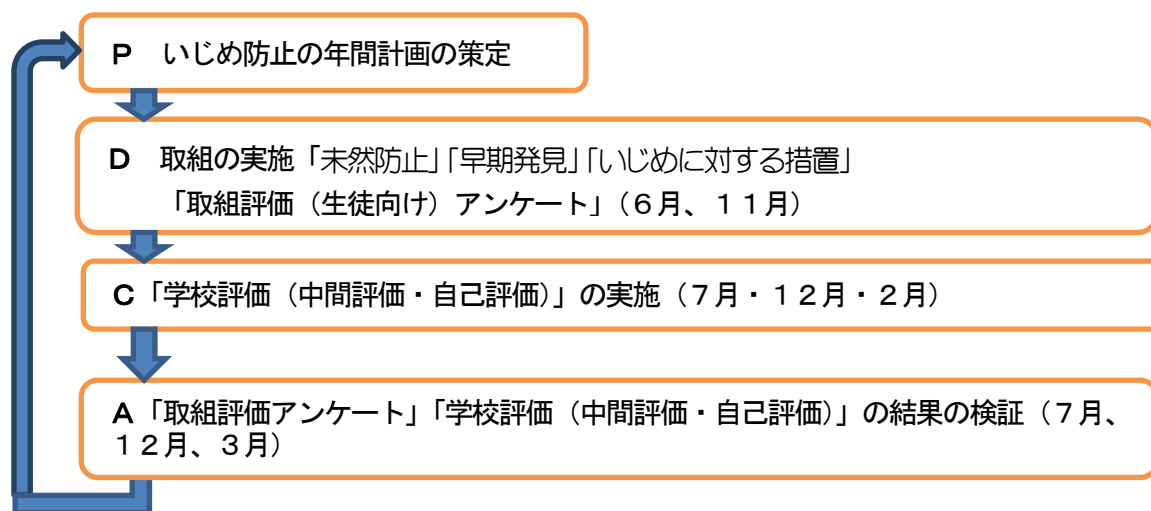 P　いじめ防止の年間計画の策定
D　取組の実施「未然防止」「早期発見」「いじめに対する措置」
「取組評価（生徒向け）アンケート」（６月、１１月）
C「学校評価（中間評価・自己評価）」の実施（７月・１２月・２月）
A「取組評価アンケート」「学校評価（中間評価・自己評価）」の結果の検証（７月、
１２月、３月）